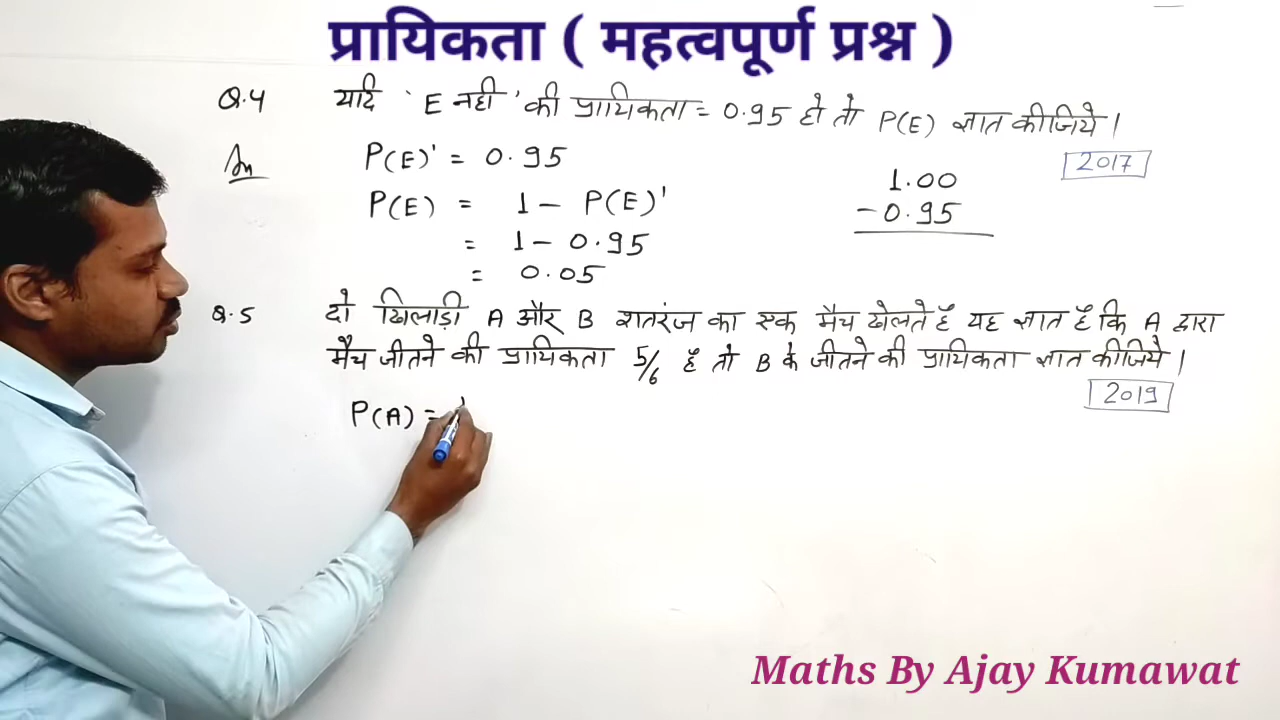 प्रायिकता ( महत्वपूर्ण प्रश्न )
Q.4 यदि 'E नही' की प्रायिकता = 0.95 हो तो P(E) ज्ञात कीजिये।
2017
Ans
P(E)' = 0.95
P(E) = 1 - P(E)'
= 1 - 0.95
= 0.05
1.00
- 0.95
Q.5 दो खिलाड़ी A और B शतरंज का एक मैच खेलते हैं यह ज्ञात हैं कि A द्वारा
मैच जीतने की प्रायिकता 5/6 हैं तो B के जीतने की प्रायिकता ज्ञात कीजिये।
2019
P(A) =
Maths By Ajay Kumawat